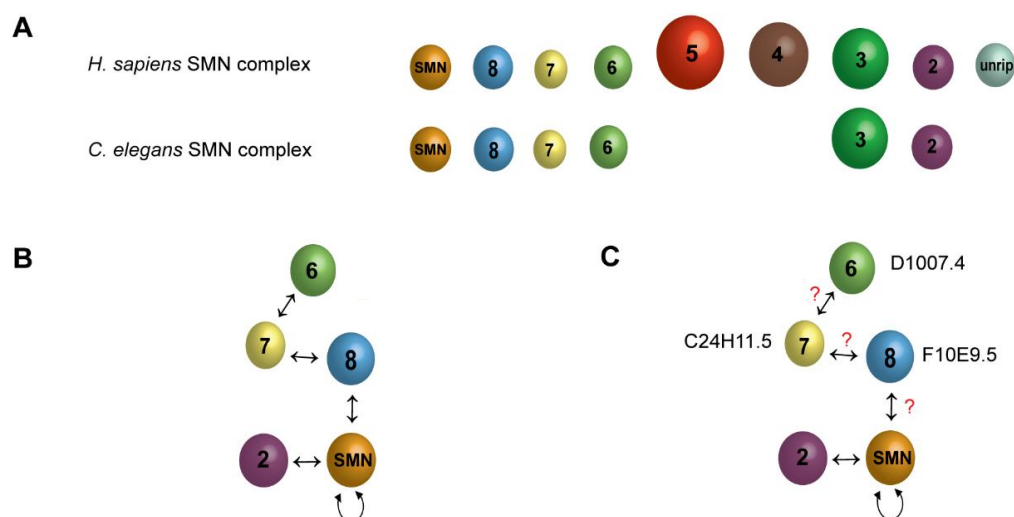 A
H. sapiens SMN complex
SMN 8 7 6 5 4 3 2 unrip
C. elegans SMN complex
SMN 8 7 6 3 2
B
6
7
8
2 SMN
C
6 D1007.4
?
C24H11.5 7 ? 8 F10E9.5
?
2 SMN